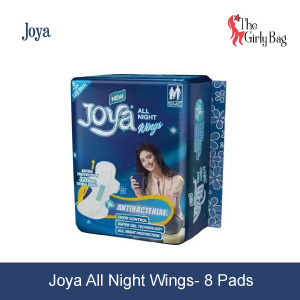 Joya
The
Girly Bag
NEW
Joya
ALL
NIGHT
Wings
ANTIBACTERIAL
ODOR CONTROL
SUPER GEL TECHNOLOGY
ALL NIGHT PROTECTION
Joya All Night Wings- 8 Pads